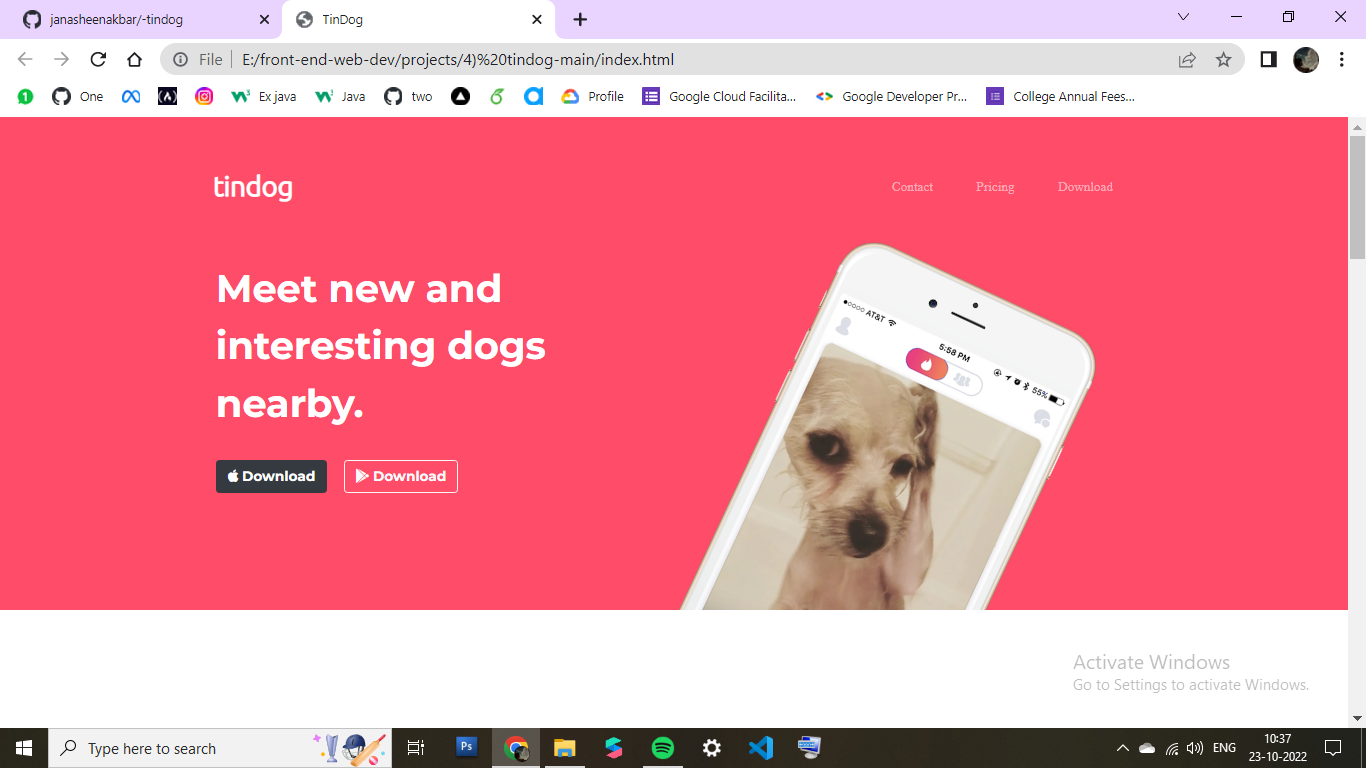 janasheenakbar/-tindog
TinDog
File
E:/front-end-web-dev/projects/4)%20tindog-main/index.html
One
Ex java
Java
two
Profile
Google Cloud Facilita...
Google Developer Pr...
College Annual Fees...
tindog
Contact
Pricing
Download
Meet new and
interesting dogs
nearby.
Download
Download
AT&T
5:58 PM
55%
Activate Windows
Go to Settings to activate Windows.
Type here to search
Ps
ENG
10:37
23-10-2022